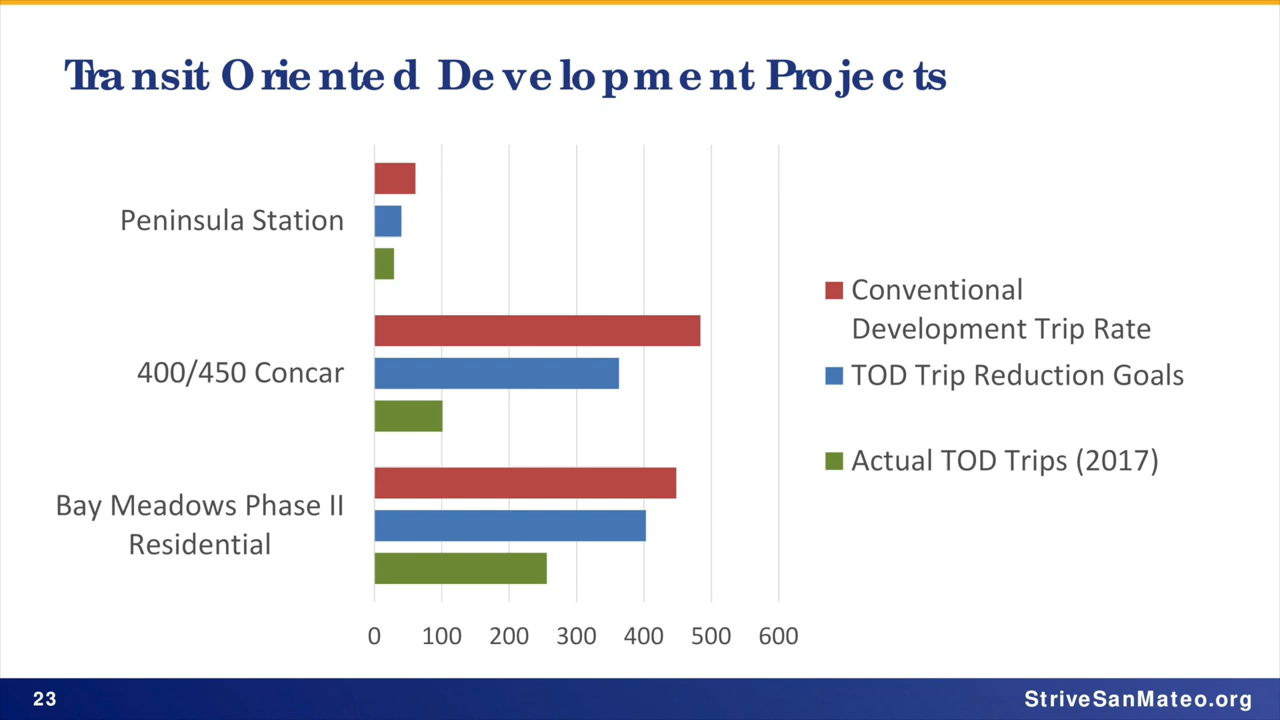 Transit Oriented Development Projects
Peninsula Station
400/450 Concar
Bay Meadows Phase II
Residential
0 100 200 300 400 500 600
Conventional
Development Trip Rate
TOD Trip Reduction Goals
Actual TOD Trips (2017)
23
StriveSanMateo.org